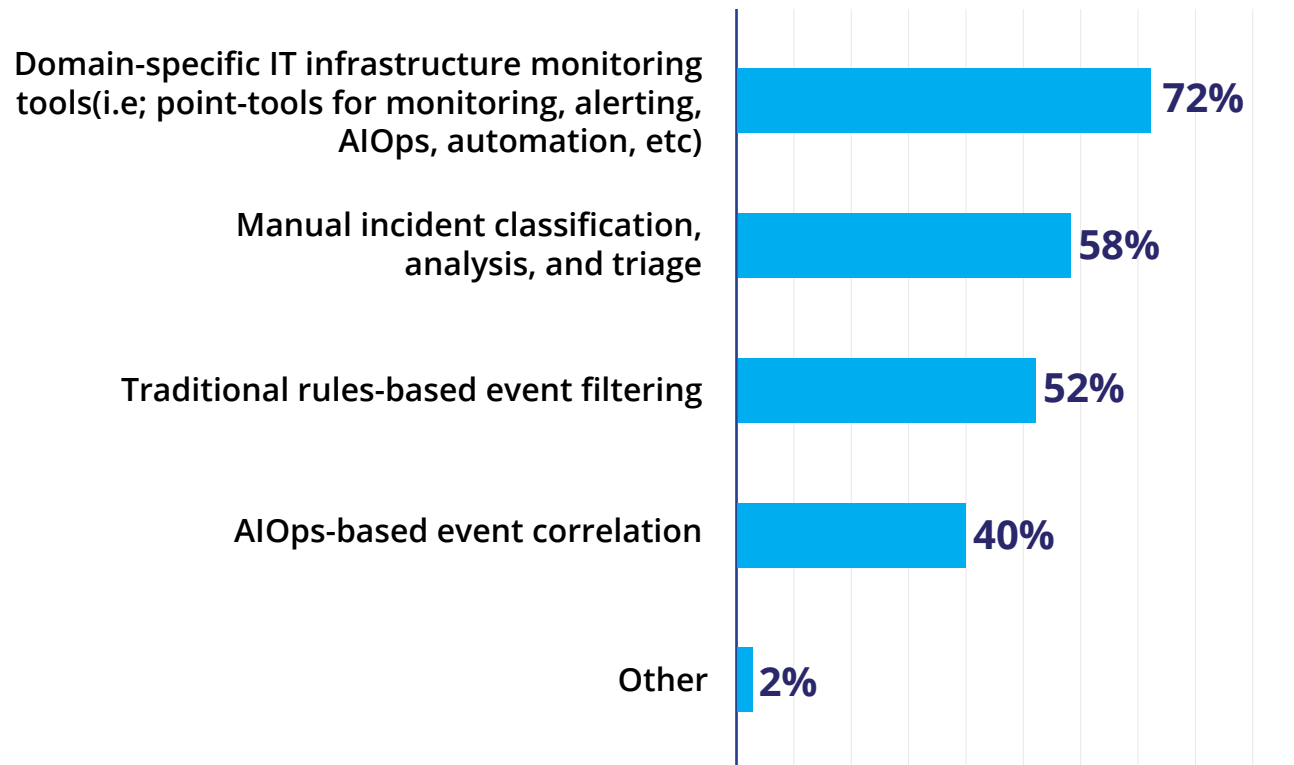 Domain-specific IT infrastructure monitoring
tools(i.e; point-tools for monitoring, alerting,
AIOps, automation, etc)
72%
Manual incident classification,
analysis, and triage
58%
Traditional rules-based event filtering
52%
AIOps-based event correlation
40%
Other
2%